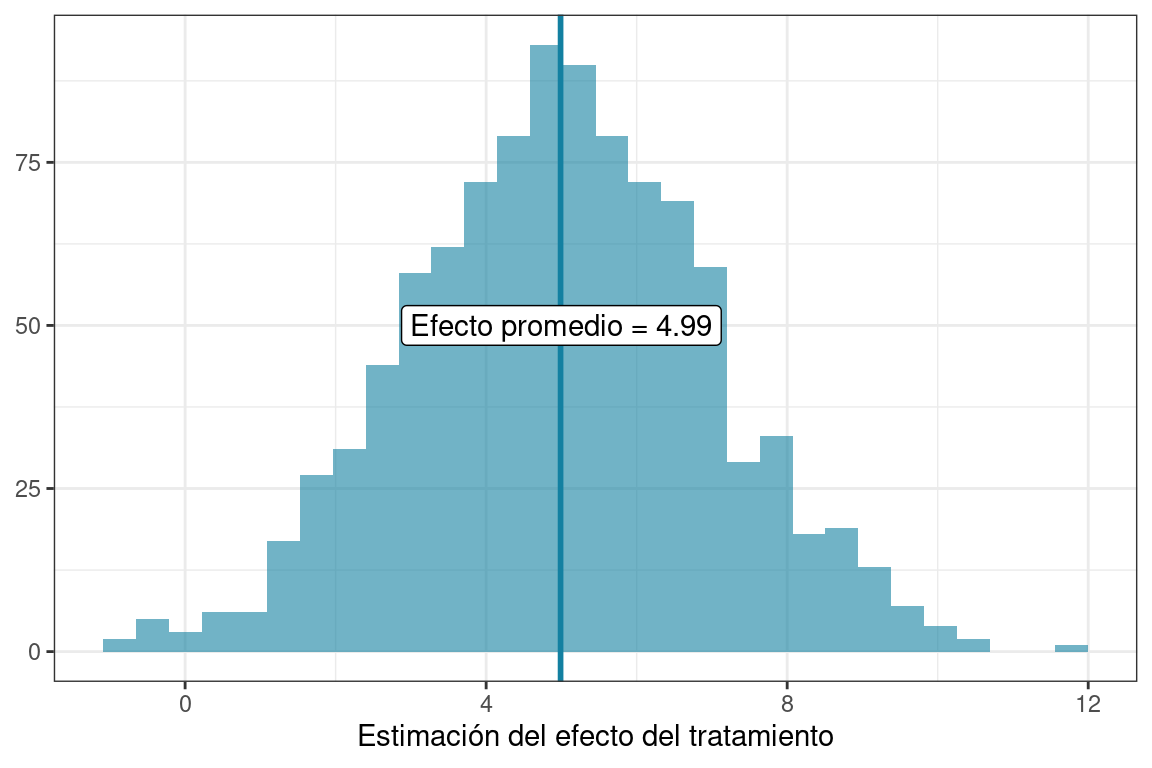 75
50
25
0
Efecto promedio = 4.99
0 4 8 12
Estimación del efecto del tratamiento